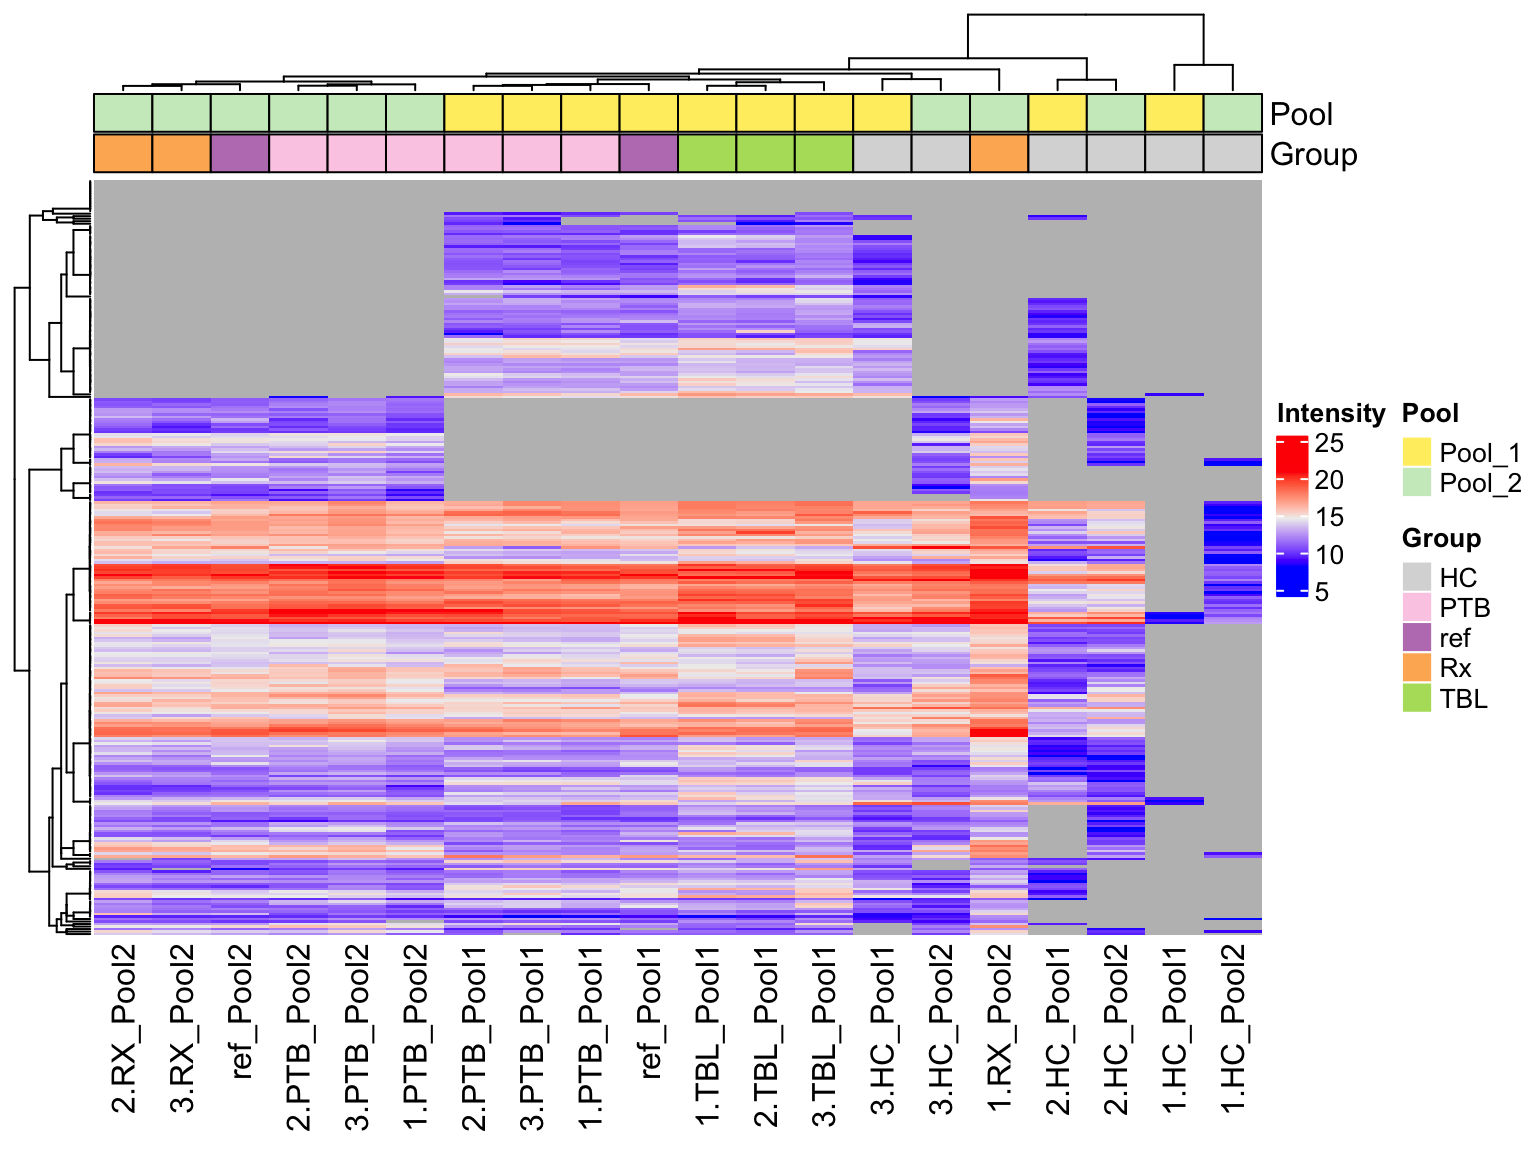 Pool
Group
Intensity
25
20
15
10
5
Pool
Pool_1
Pool_2
Group
HC
PTB
ref
Rx
TBL
2.RX_Pool2
3.RX_Pool2
ref_Pool2
2.PTB_Pool2
3.PTB_Pool2
1.PTB_Pool2
2.PTB_Pool1
3.PTB_Pool1
1.PTB_Pool1
ref_Pool1
1.TBL_Pool1
2.TBL_Pool1
3.TBL_Pool1
3.HC_Pool1
3.HC_Pool2
1.RX_Pool2
2.HC_Pool1
2.HC_Pool2
1.HC_Pool1
1.HC_Pool2